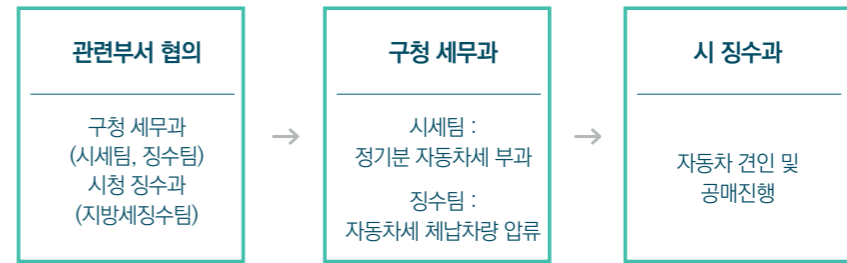 관련부서 협의
구청 세무과
(시세팀, 징수팀)
시청 징수과
(지방세징수팀)
→
구청 세무과
시세팀 :
정기분 자동차세 부과
징수팀 :
자동차세 체납차량 압류
→
시 징수과
자동차 견인 및
공매진행